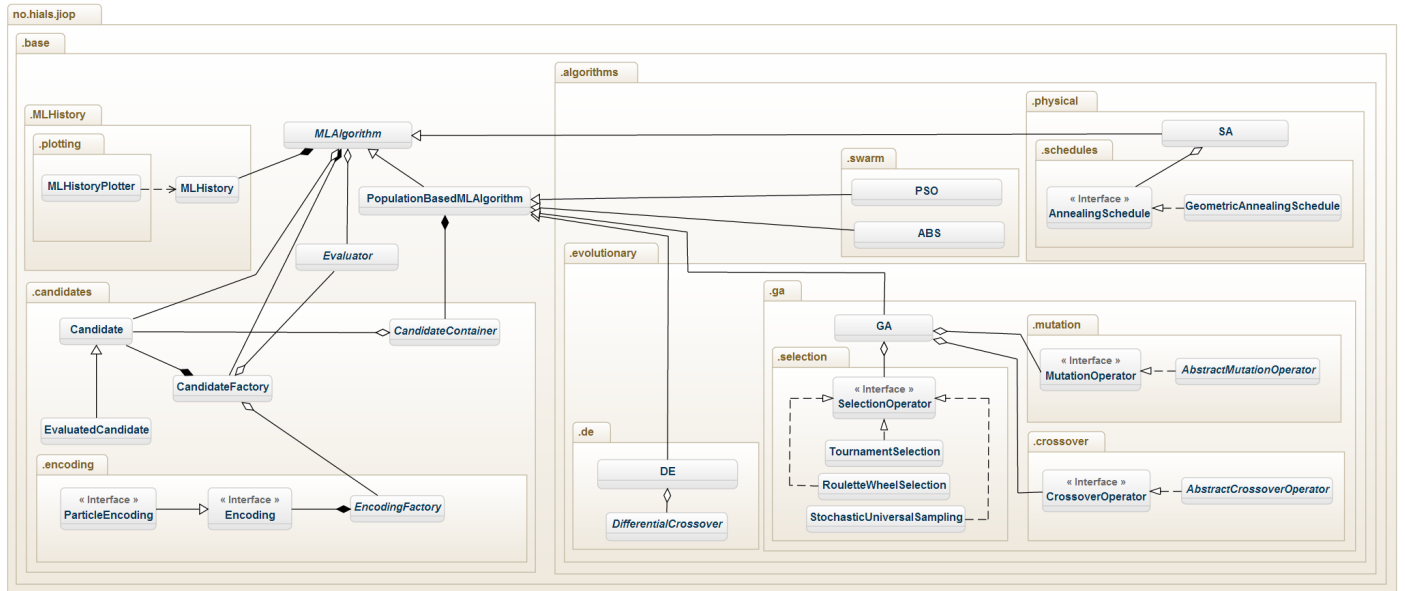 no.hials.jiop
.base
.algorithms
.MLHistory
.plotting
MLHistoryPlotter
MLHistory
MLAlgorithm
PopulationBasedMLAlgorithm
Evaluator
.candidates
Candidate
CandidateContainer
CandidateFactory
EvaluatedCandidate
.encoding
« Interface »
ParticleEncoding
« Interface »
Encoding
EncodingFactory
.physical
SA
.schedules
« Interface »
AnnealingSchedule
GeometricAnnealingSchedule
.swarm
PSO
ABS
.evolutionary
.de
DE
DifferentialCrossover
.ga
GA
.selection
« Interface »
SelectionOperator
TournamentSelection
RouletteWheelSelection
StochasticUniversalSampling
.mutation
« Interface »
MutationOperator
AbstractMutationOperator
.crossover
« Interface »
CrossoverOperator
AbstractCrossoverOperator